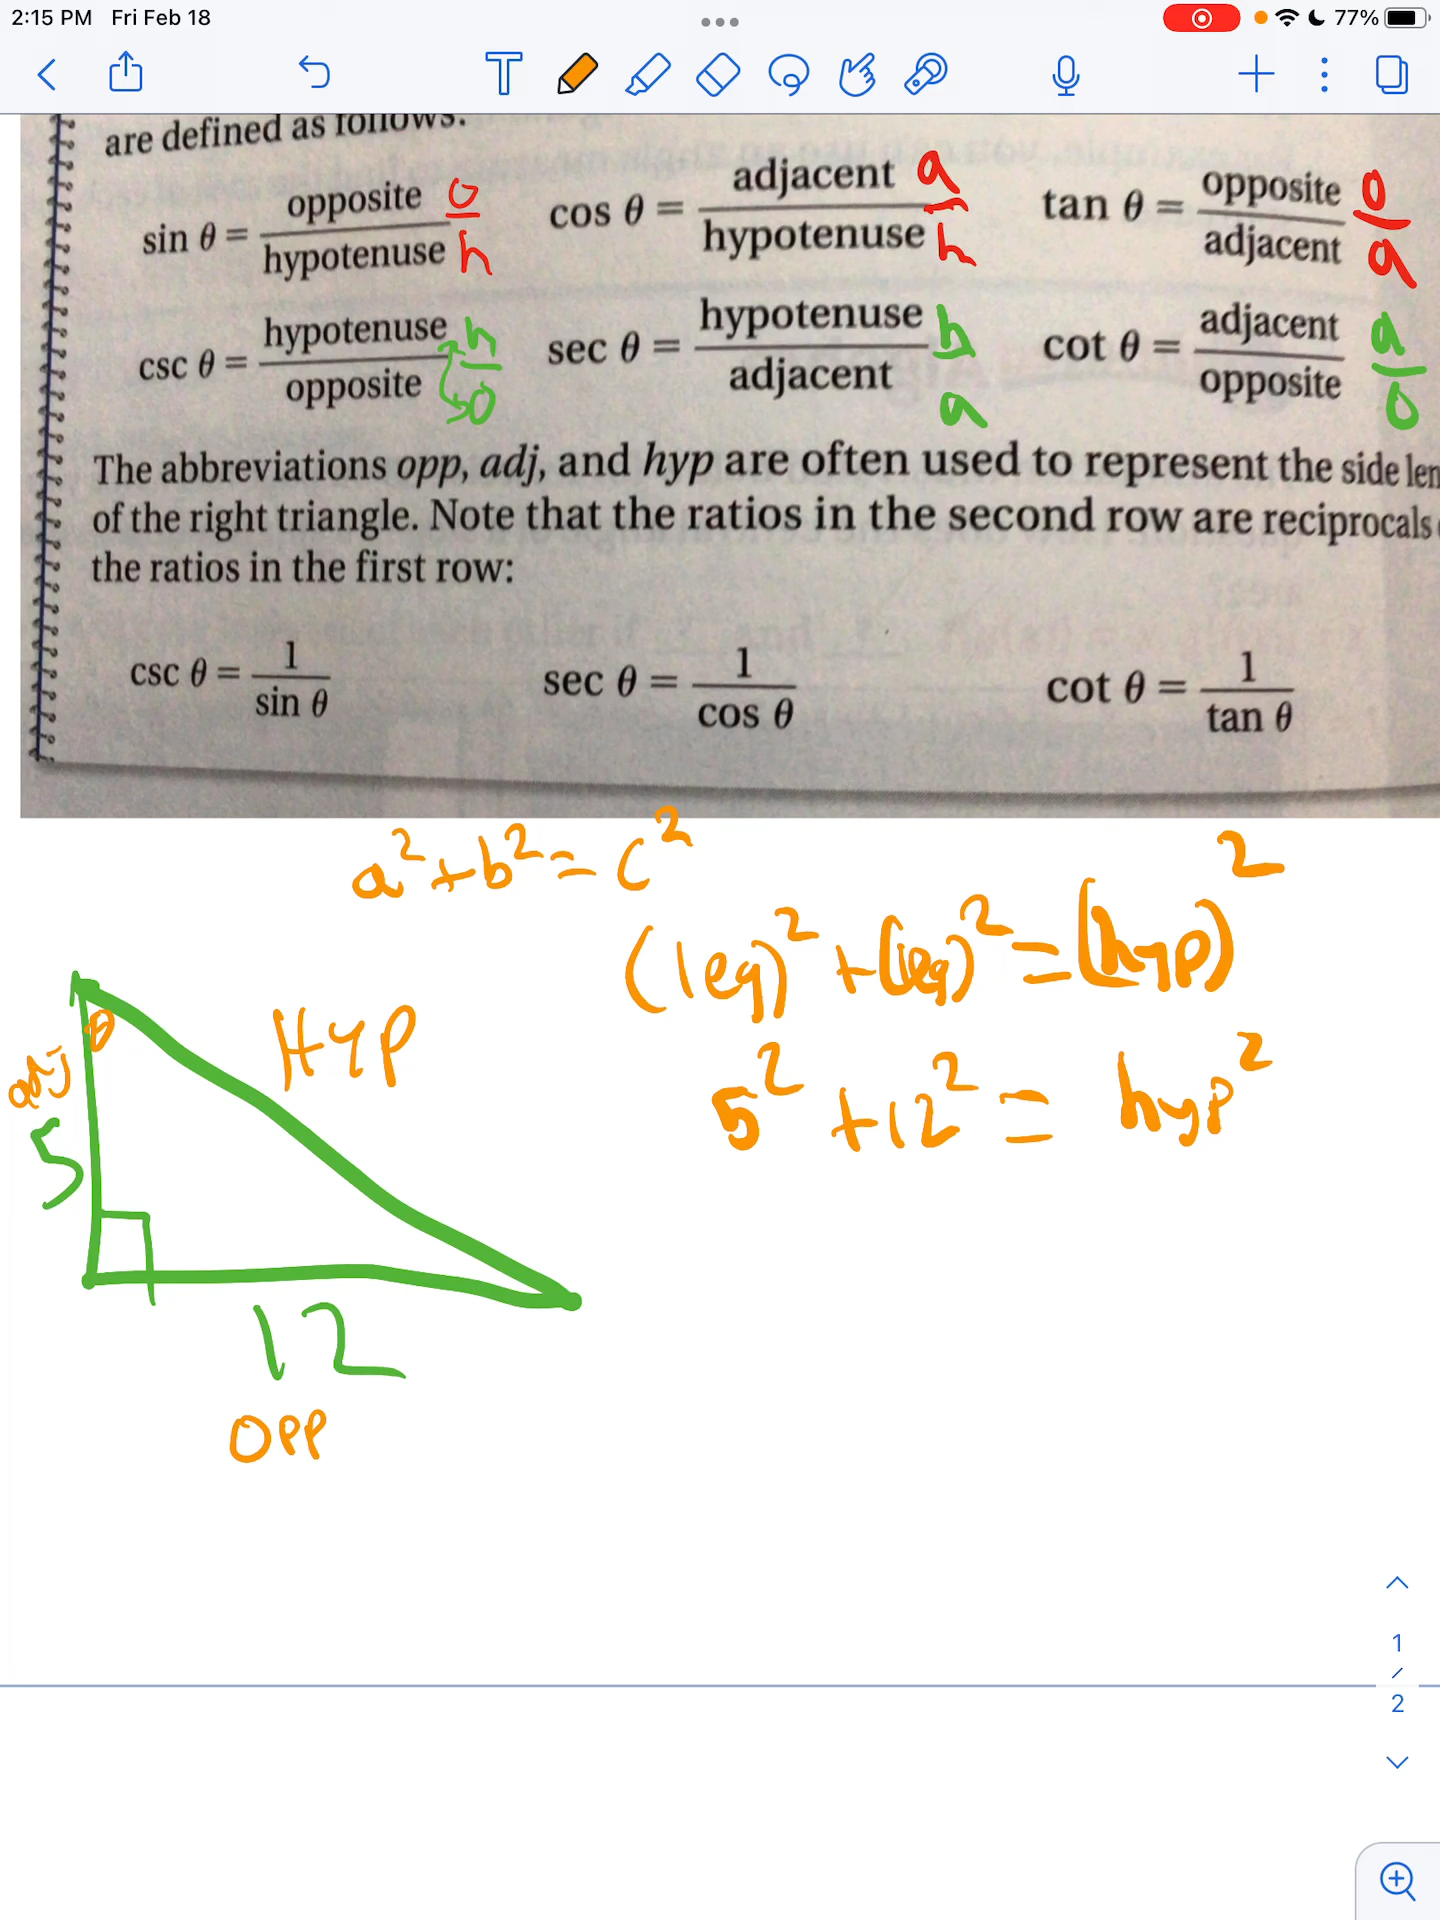 2:15 PM Fri Feb 18
77%
are defined as follows:
sin θ = opposite/hypotenuse o/h cos θ = adjacent/hypotenuse a/h tan θ = opposite/adjacent o/a
csc θ = hypotenuse/opposite h/o sec θ = hypotenuse/adjacent h/a cot θ = adjacent/opposite a/o
The abbreviations opp, adj, and hyp are often used to represent the side len
of the right triangle. Note that the ratios in the second row are reciprocals
the ratios in the first row:
csc θ = 1/sin θ sec θ = 1/cos θ cot θ = 1/tan θ
a² + b² = c²
(leg)² + (leg)² = (hyp)²
θ
HYP
adj
5
5² + 12² = hyp²
12
OPP
1
/
2